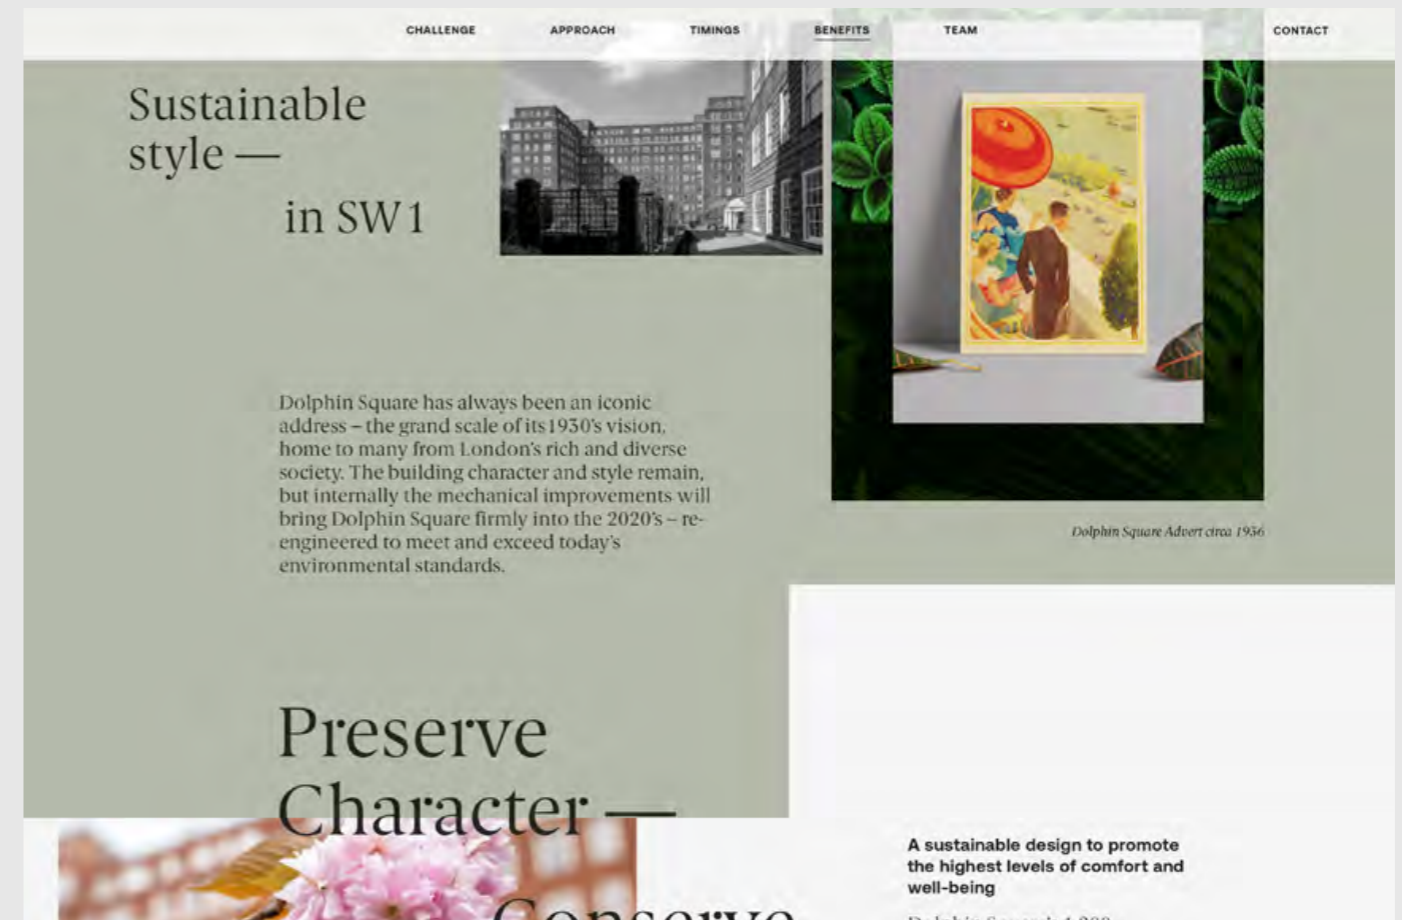 CHALLENGE APPROACH TIMINGS BENEFITS TEAM CONTACT
Sustainable
style —
in SW1
Dolphin Square has always been an iconic
address – the grand scale of its 1930's vision,
home to many from London's rich and diverse
society. The building character and style remain,
but internally the mechanical improvements will
bring Dolphin Square firmly into the 2020's – re-
engineered to meet and exceed today's
environmental standards.
Dolphin Square Advert circa 1936
Preserve
Character —
Conserve
A sustainable design to promote
the highest levels of comfort and
well-being